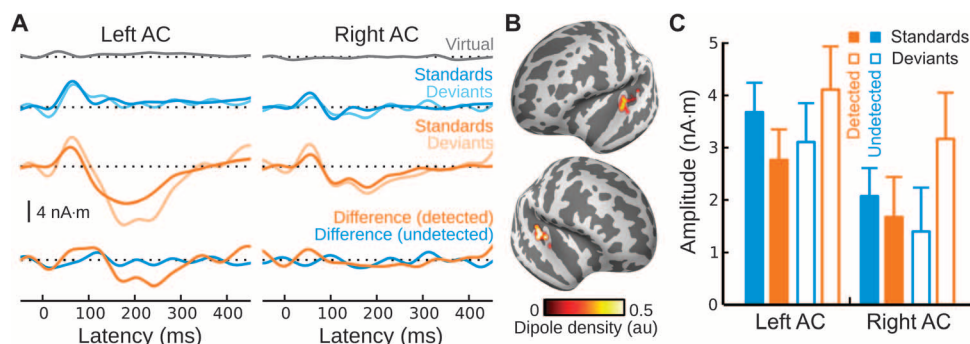 A
Left AC
Right AC
Virtual
Standards
Deviants
Standards
Deviants
4 nA·m
Difference (detected)
Difference (undetected)
0 100 200 300 400
0 100 200 300 400
Latency (ms)
Latency (ms)
B
0 0.5
Dipole density (au)
C
Standards
Deviants
Detected
Undetected
Amplitude (nA·m)
5
4
3
2
1
0
Left AC
Right AC